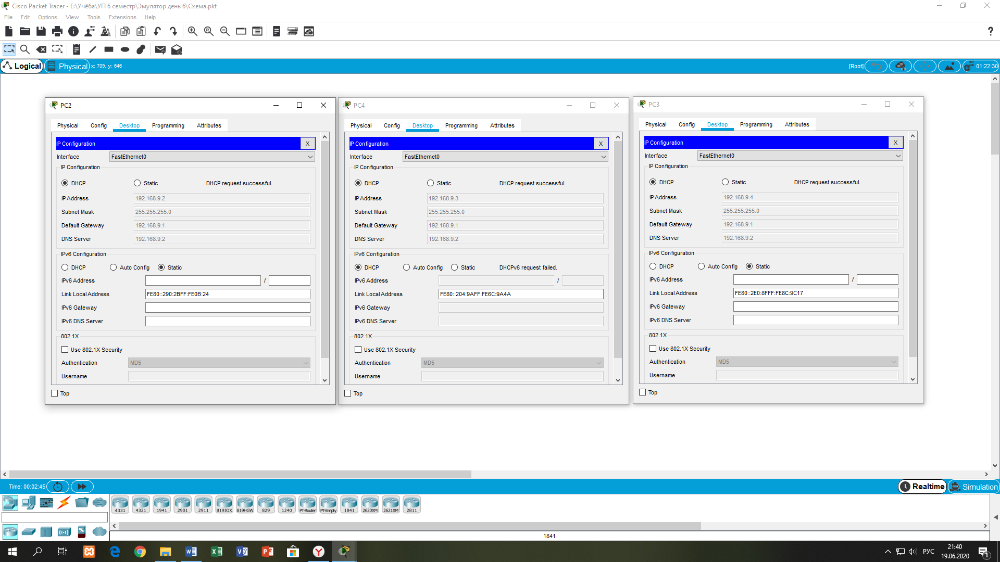 Cisco Packet Tracer - E:\Учёба\УП 6 семестр\Эмулятор день 6\Схема.pkt
File Edit Options View Tools Extensions Help
Logical Physical x: 709, y: 646 [Root] 01:22:30
PC2
Physical Config Desktop Programming Attributes
IP Configuration X
Interface FastEthernet0
IP Configuration
DHCP Static DHCP request successful.
IP Address 192.168.9.2
Subnet Mask 255.255.255.0
Default Gateway 192.168.9.1
DNS Server 192.168.9.2
IPv6 Configuration
DHCP Auto Config Static
IPv6 Address /
Link Local Address FE80::290:2BFF:FE0B:24
IPv6 Gateway
IPv6 DNS Server
802.1X
Use 802.1X Security
Authentication MD5
Username
Top
PC4
Physical Config Desktop Programming Attributes
IP Configuration X
Interface FastEthernet0
IP Configuration
DHCP Static DHCP request successful.
IP Address 192.168.9.3
Subnet Mask 255.255.255.0
Default Gateway 192.168.9.1
DNS Server 192.168.9.2
IPv6 Configuration
DHCP Auto Config Static DHCPv6 request failed.
IPv6 Address /
Link Local Address FE80::204:9AFF:FE6C:9A4A
IPv6 Gateway
IPv6 DNS Server
802.1X
Use 802.1X Security
Authentication MD5
Username
Top
PC3
Physical Config Desktop Programming Attributes
IP Configuration X
Interface FastEthernet0
IP Configuration
DHCP Static DHCP request successful.
IP Address 192.168.9.4
Subnet Mask 255.255.255.0
Default Gateway 192.168.9.1
DNS Server 192.168.9.2
IPv6 Configuration
DHCP Auto Config Static
IPv6 Address /
Link Local Address FE80::2E0:8FFF:FE8C:9C17
IPv6 Gateway
IPv6 DNS Server
802.1X
Use 802.1X Security
Authentication MD5
Username
Top
Time: 00:02:45 Realtime Simulation
4331 4321 1941 2901 2911 819IOX 819HGW 829 1240 PT-Router PT-Empty 1841 2620XM 2621XM 2811
1841
РУС 21:40
19.06.2020 1